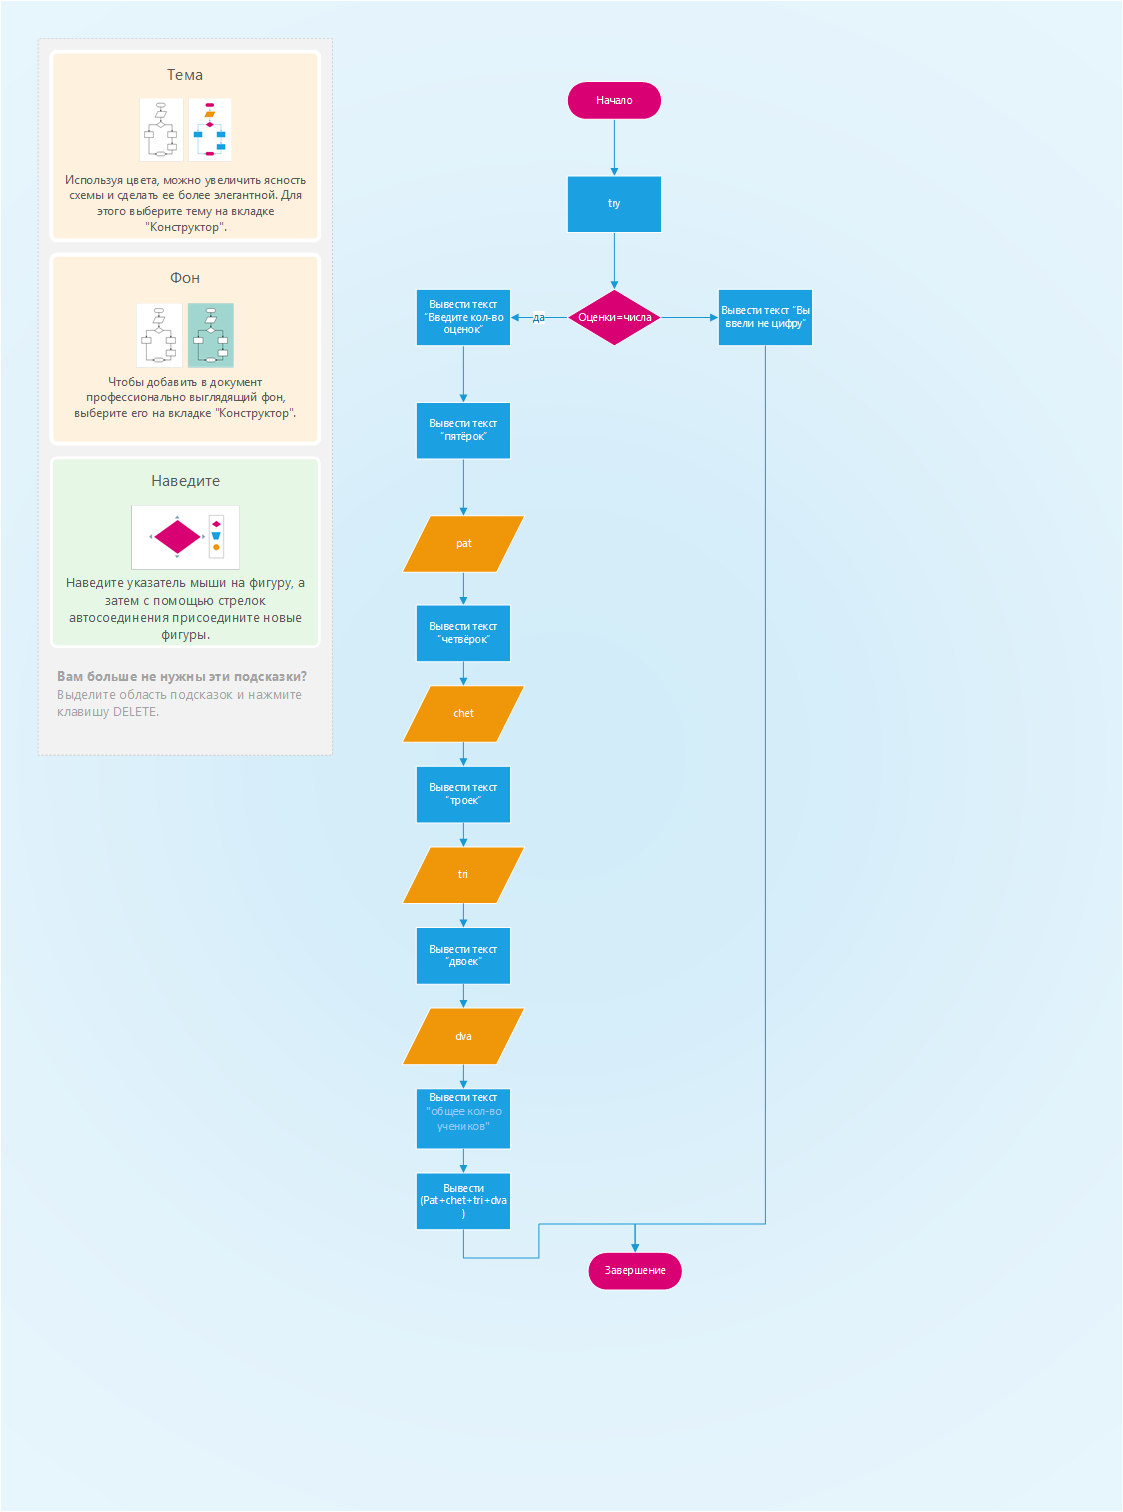 Тема
Используя цвета, можно увеличить ясность
схемы и сделать ее более элегантной. Для
этого выберите тему на вкладке
"Конструктор".
Фон
Чтобы добавить в документ
профессионально выглядящий фон,
выберите его на вкладке "Конструктор".
Наведите
Наведите указатель мыши на фигуру, а
затем с помощью стрелок
автосоединения присоедините новые
фигуры.
Вам больше не нужны эти подсказки?
Выделите область подсказок и нажмите
клавишу DELETE.
Начало
try
Оценки=числа
да
Вывести текст
"Введите кол-во
оценок"
Вывести текст "Вы
ввели не цифру"
Вывести текст
"пятёрок"
pat
Вывести текст
"четвёрок"
chet
Вывести текст
"троек"
tri
Вывести текст
"двоек"
dva
Вывести текст
"общее кол-во
учеников"
Вывести
(Pat+chet+tri+dva
)
Завершение